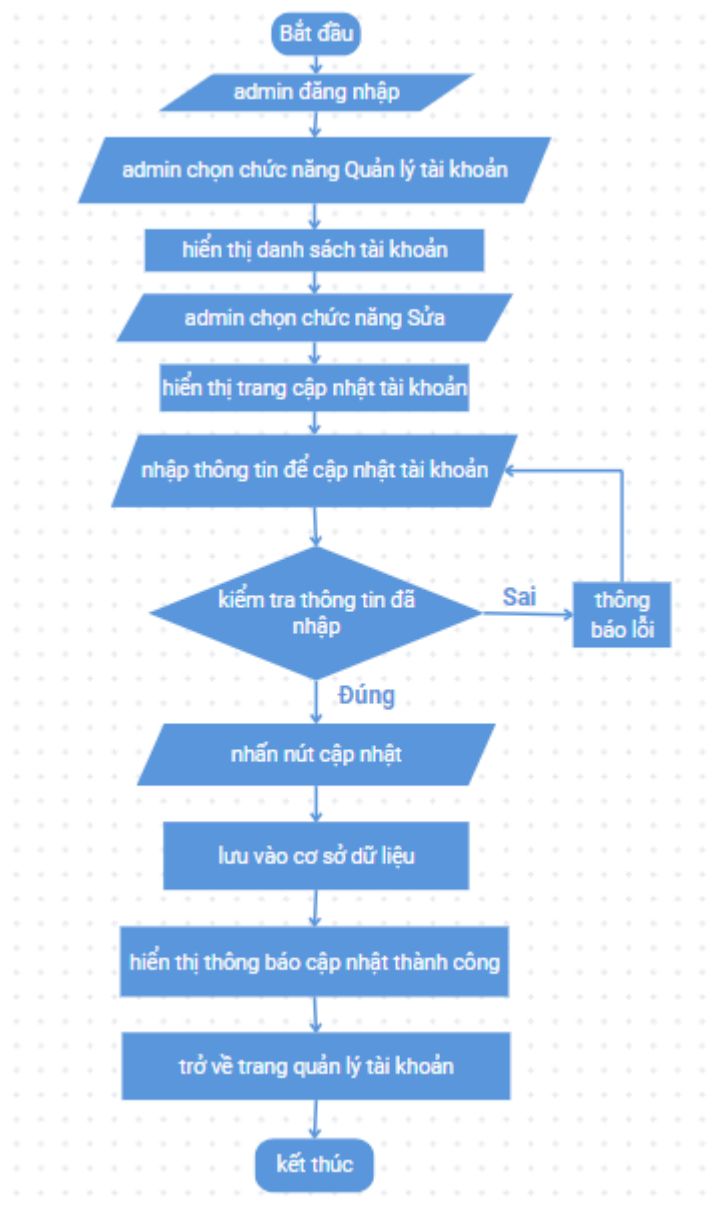 Bắt đầu
admin đăng nhập
admin chọn chức năng Quản lý tài khoản
hiển thị danh sách tài khoản
admin chọn chức năng Sửa
hiển thị trang cập nhật tài khoản
nhập thông tin để cập nhật tài khoản
kiểm tra thông tin đã
nhập
Sai
thông
báo lỗi
Đúng
nhấn nút cập nhật
lưu vào cơ sở dữ liệu
hiển thị thông báo cập nhật thành công
trở về trang quản lý tài khoản
kết thúc